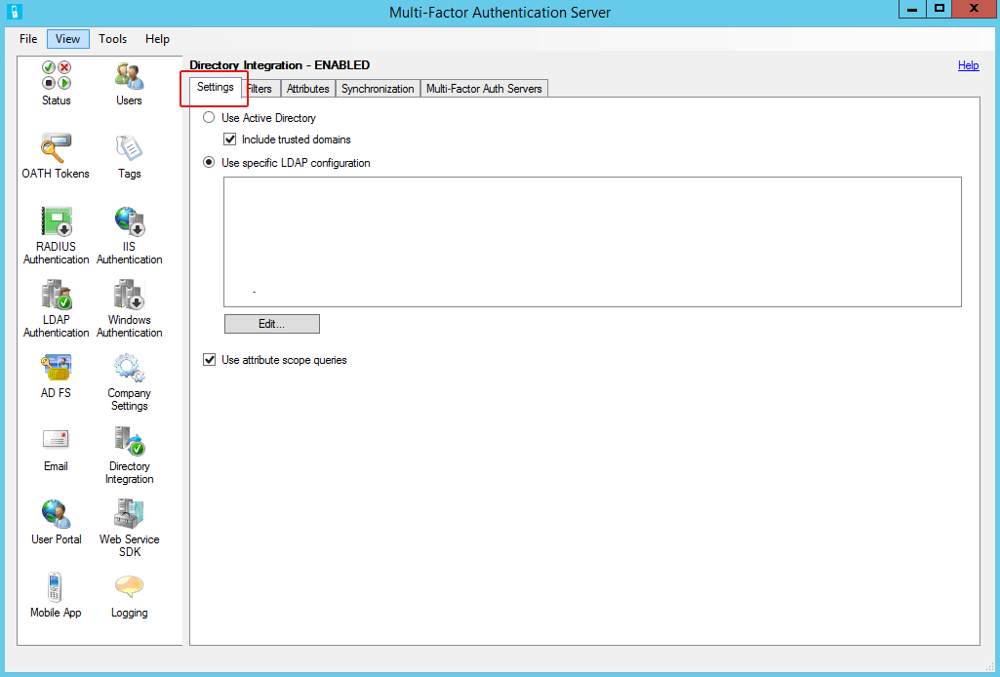 Multi-Factor Authentication Server
File View Tools Help
Directory Integration - ENABLED
Help
Settings Filters Attributes Synchronization Multi-Factor Auth Servers
Status Users
OATH Tokens Tags
RADIUS
Authentication
IIS
Authentication
LDAP
Authentication
Windows
Authentication
AD FS
Company
Settings
Email
Directory
Integration
User Portal
Web Service
SDK
Mobile App Logging
Use Active Directory
Include trusted domains
Use specific LDAP configuration
Edit...
Use attribute scope queries